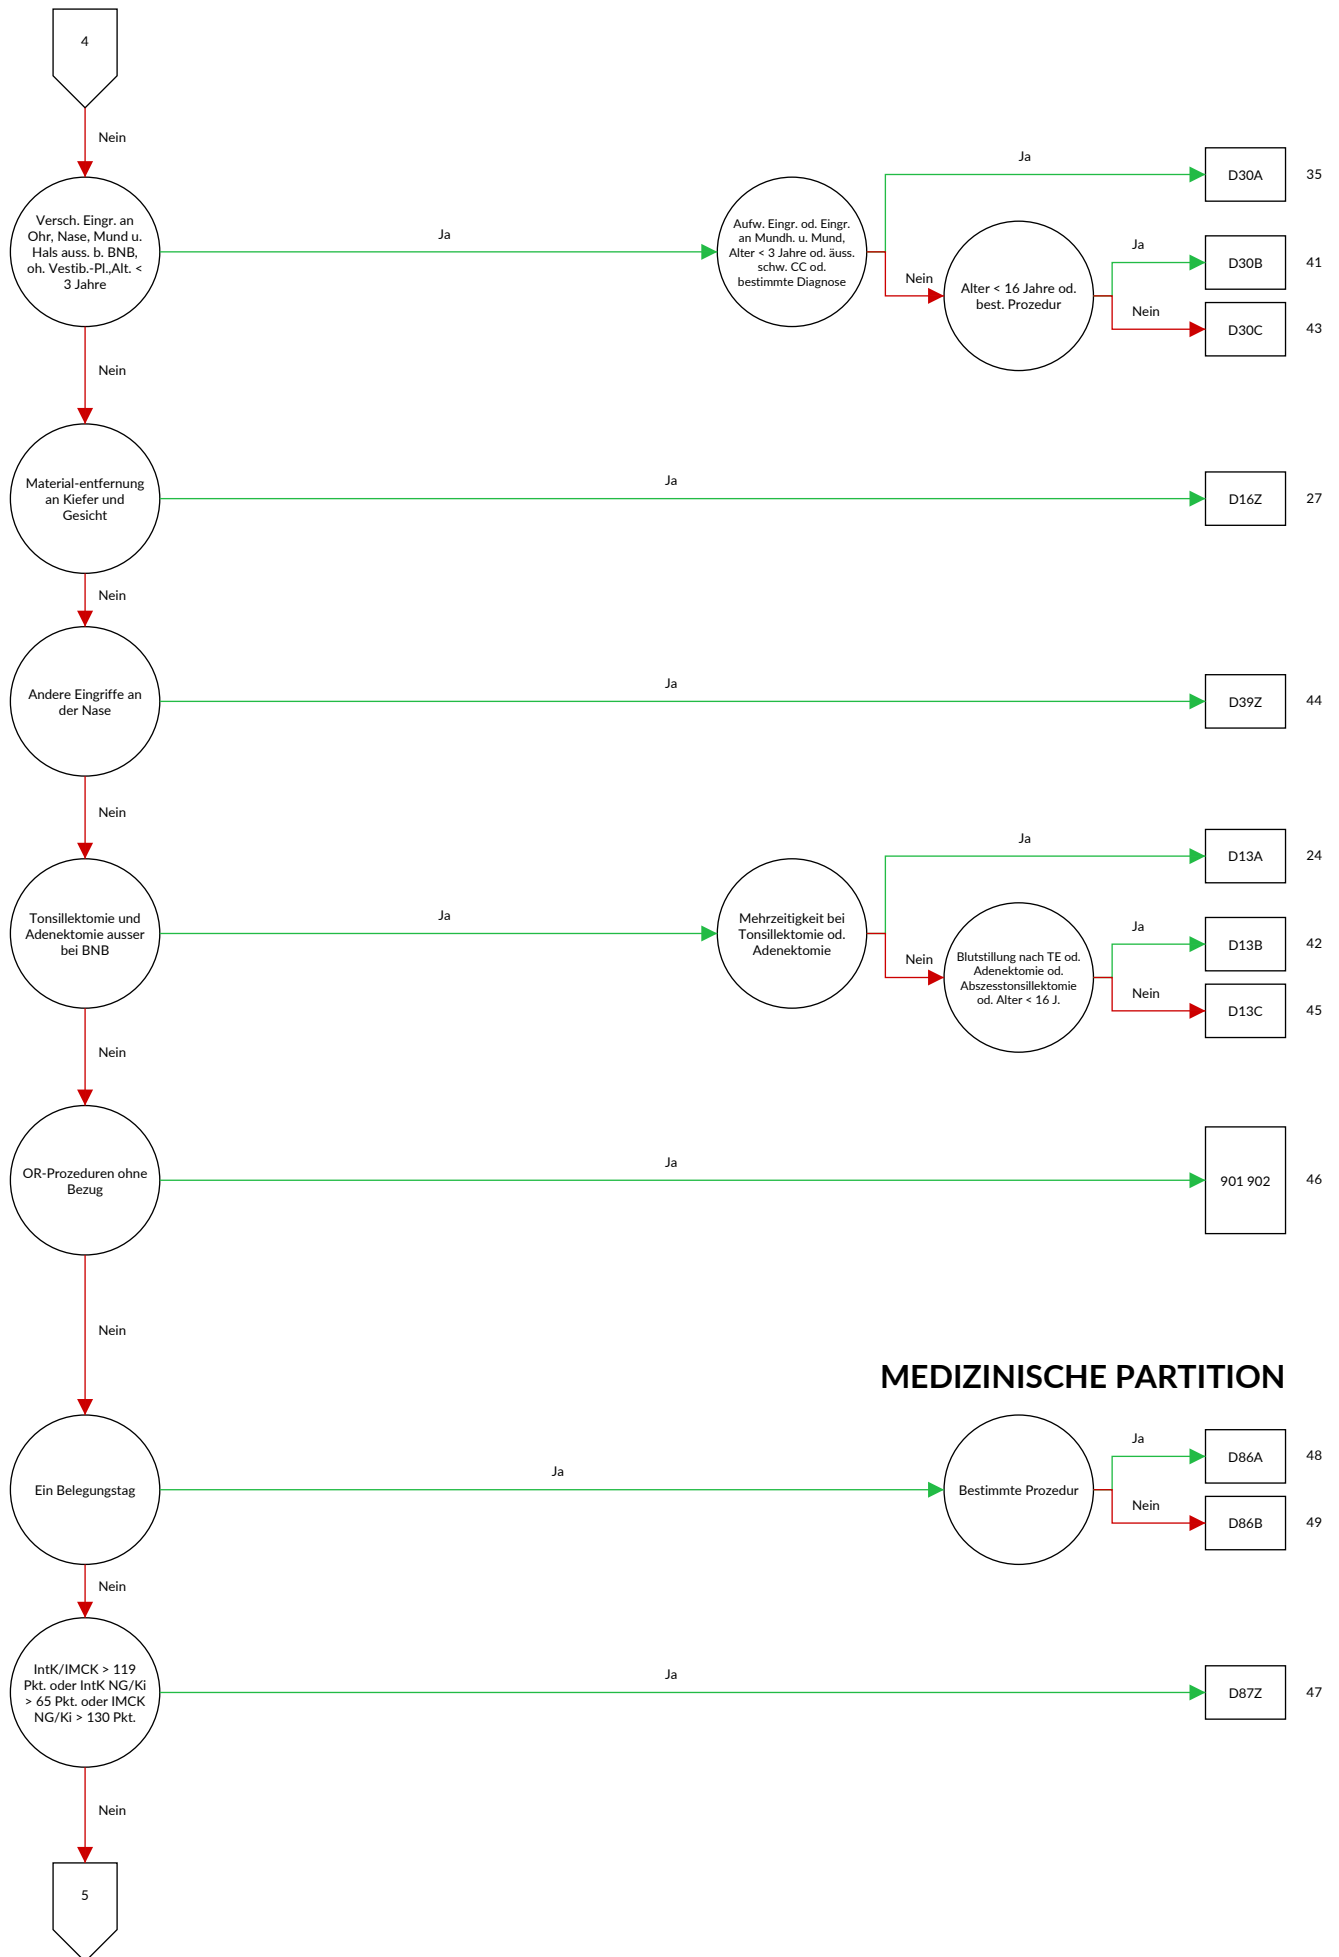 4
Nein
Versch. Eingr. an
Ohr, Nase, Mund u.
Hals auss. b. BNB,
oh. Vestib.-Pl.,Alt. <
3 Jahre
Ja
Aufw. Eingr. od. Eingr.
an Mundh. u. Mund,
Alter < 3 Jahre od. äuss.
schw. CC od.
bestimmte Diagnose
Ja
D30A
35
Nein
Alter < 16 Jahre od.
best. Prozedur
Ja
D30B
41
Nein
D30C
43
Nein
Material-entfernung
an Kiefer und
Gesicht
Ja
D16Z
27
Nein
Andere Eingriffe an
der Nase
Ja
D39Z
44
Nein
Tonsillektomie und
Adenektomie ausser
bei BNB
Ja
Mehrzeitigkeit bei
Tonsillektomie od.
Adenektomie
Ja
D13A
24
Nein
Blutstillung nach TE od.
Adenektomie od.
Abszesstonsillektomie
od. Alter < 16 J.
Ja
D13B
42
Nein
D13C
45
Nein
OR-Prozeduren ohne
Bezug
Ja
901 902
46
Nein
MEDIZINISCHE PARTITION
Ein Belegungstag
Ja
Bestimmte Prozedur
Ja
D86A
48
Nein
D86B
49
Nein
IntK/IMCK > 119
Pkt. oder IntK NG/Ki
> 65 Pkt. oder IMCK
NG/Ki > 130 Pkt.
Ja
D87Z
47
Nein
5